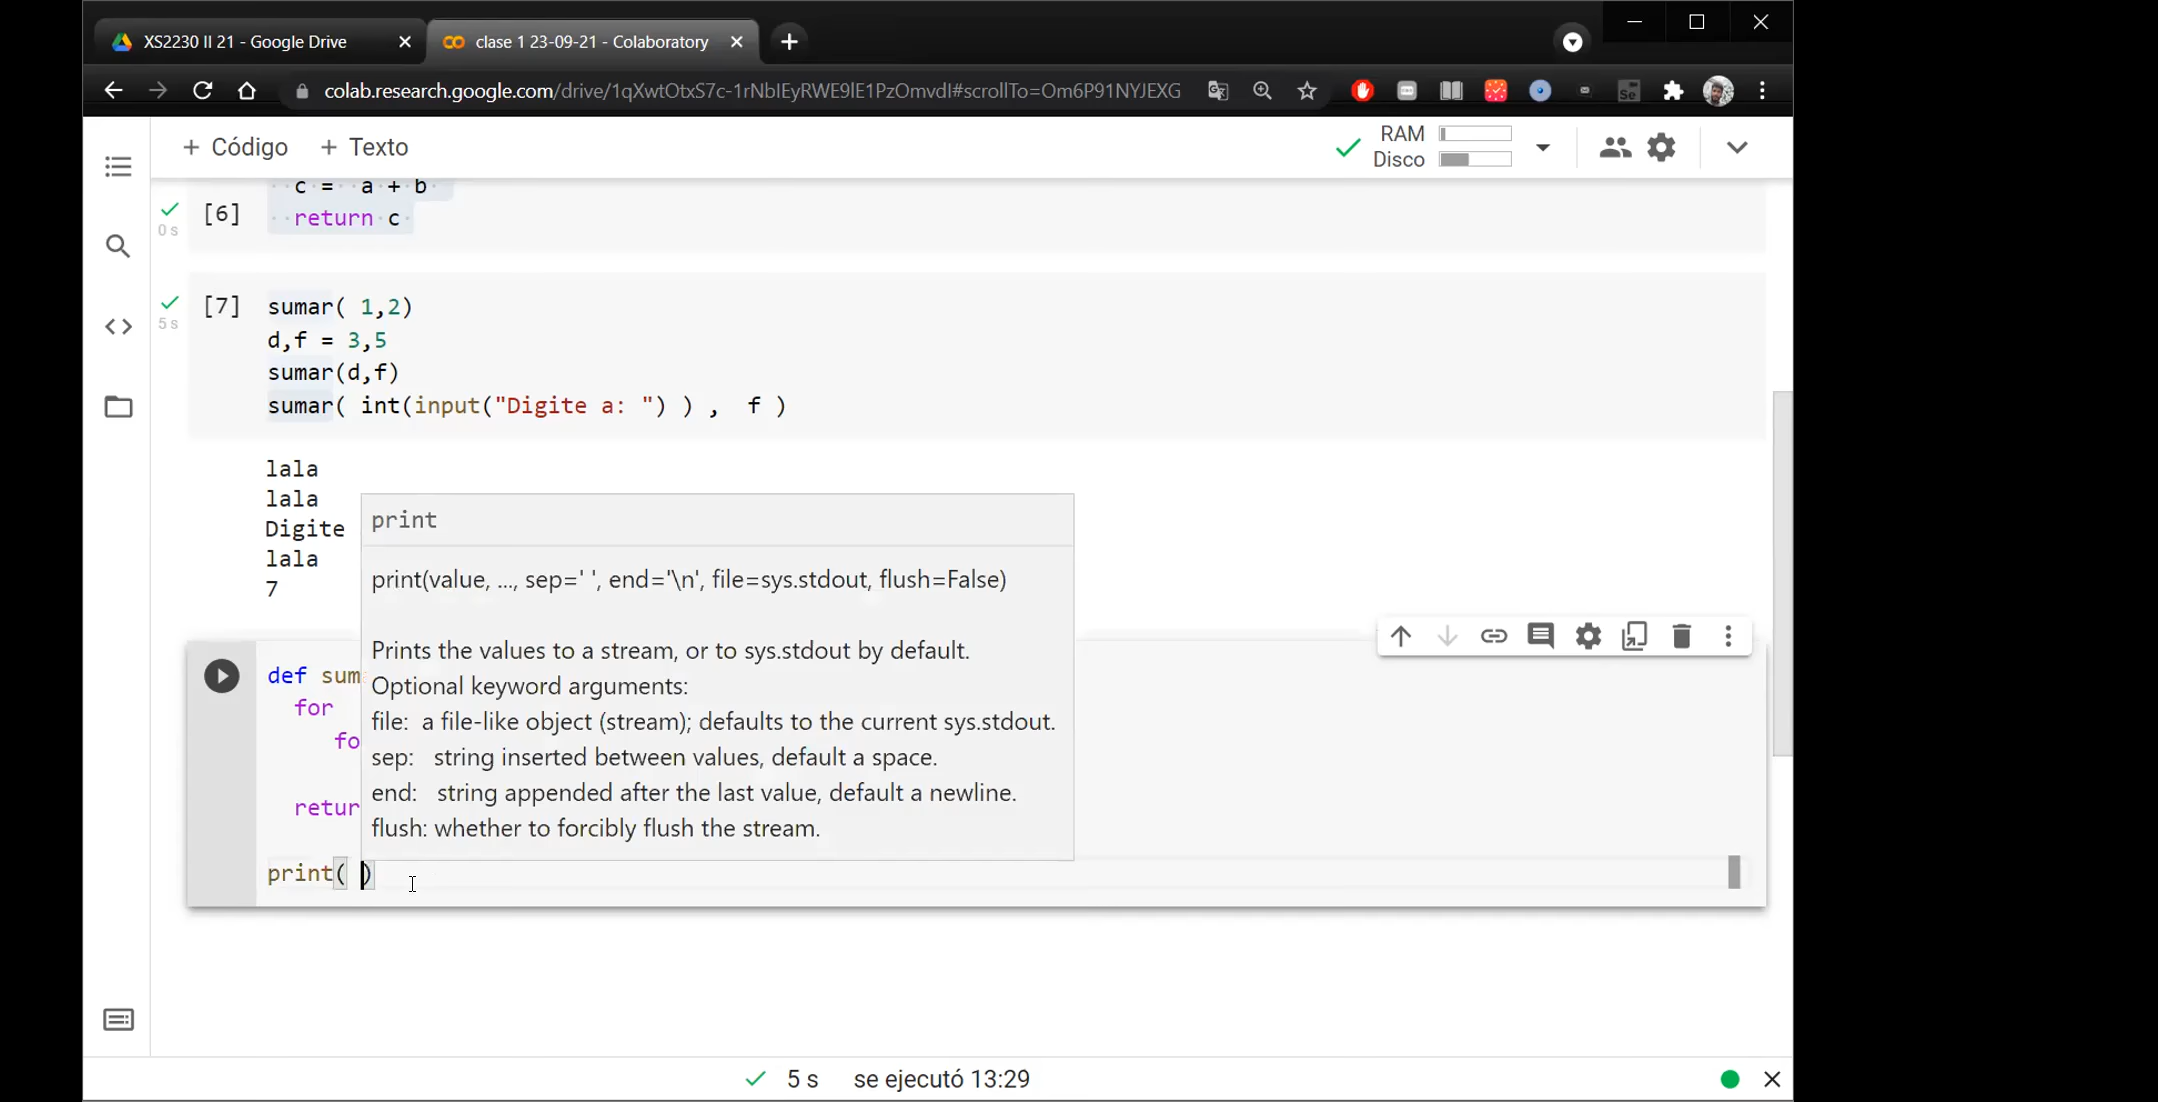 XS2230 II 21 - Google Drive
clase 1 23-09-21 - Colaboratory
colab.research.google.com/drive/1qXwtOtxS7c-1rNbIEyRWE9lE1PzOmvdI#scrollTo=Om6P91NYJEXG
+ Código + Texto
RAM
Disco
c = a + b
[6] return c
0 s
[7] sumar( 1,2)
5 s
d,f = 3,5
sumar(d,f)
sumar( int(input("Digite a: ") ) , f )
lala
lala
Digite
lala
7
print
print(value, ..., sep=' ', end='\n', file=sys.stdout, flush=False)
Prints the values to a stream, or to sys.stdout by default.
Optional keyword arguments:
file: a file-like object (stream); defaults to the current sys.stdout.
sep: string inserted between values, default a space.
end: string appended after the last value, default a newline.
flush: whether to forcibly flush the stream.
def sum
for
fo
retur
print( )
5 s se ejecutó 13:29